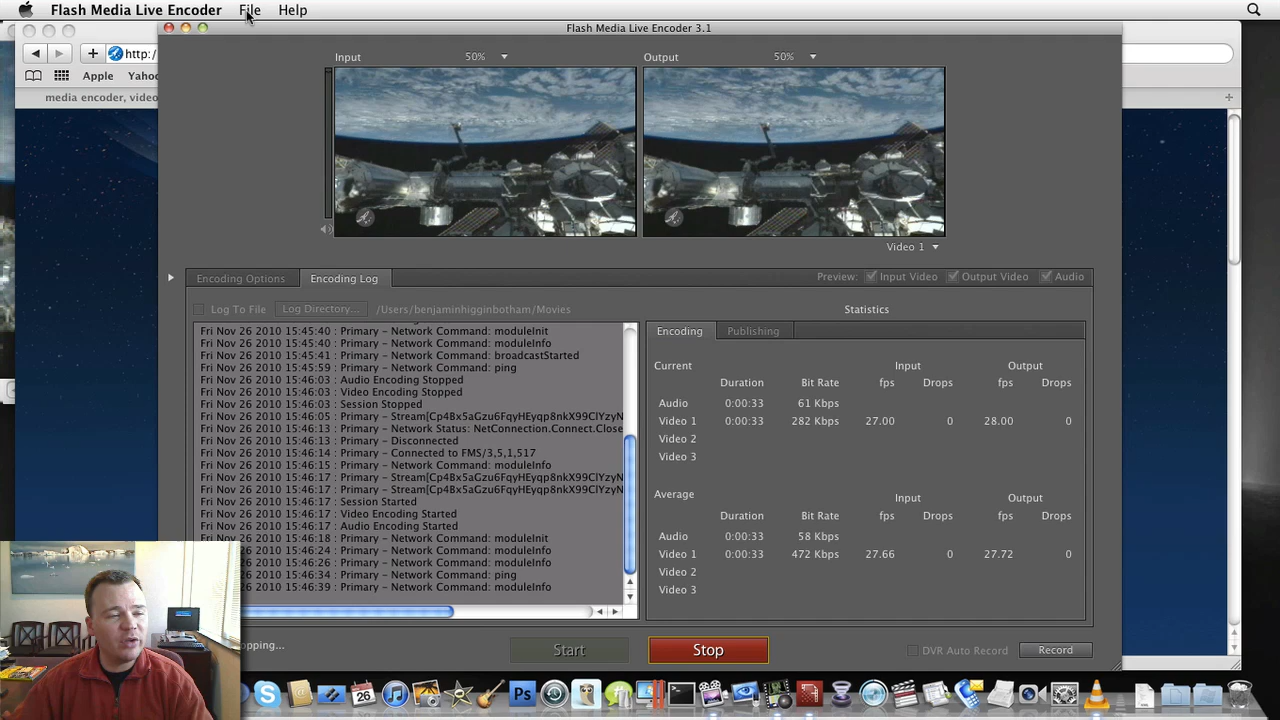 Flash Media Live Encoder File Help
Flash Media Live Encoder 3.1
http:/
Apple Yahoo
media encoder, video
Input 50% Output 50%
Video 1
Encoding Options Encoding Log Preview: Input Video Output Video Audio
Log To File Log Directory... /Users/benjaminhigginbotham/Movies Statistics
Encoding Publishing
Fri Nov 26 2010 15:45:40 : Primary - Network Command: moduleInit
Fri Nov 26 2010 15:45:40 : Primary - Network Command: moduleInfo
Fri Nov 26 2010 15:45:41 : Primary - Network Command: broadcastStarted
Fri Nov 26 2010 15:45:59 : Primary - Network Command: ping
Fri Nov 26 2010 15:46:03 : Audio Encoding Stopped
Fri Nov 26 2010 15:46:03 : Video Encoding Stopped
Fri Nov 26 2010 15:46:03 : Session Stopped
Fri Nov 26 2010 15:46:05 : Primary - Stream[Cp4Bx5aGzu6FqyHEyqp8nkX99ClYzyN
Fri Nov 26 2010 15:46:13 : Primary - Network Status: NetConnection.Connect.Close
Fri Nov 26 2010 15:46:13 : Primary - Disconnected
Fri Nov 26 2010 15:46:14 : Primary - Connected to FMS/3,5,1,517
Fri Nov 26 2010 15:46:15 : Primary - Network Command: moduleInfo
Fri Nov 26 2010 15:46:17 : Primary - Stream[Cp4Bx5aGzu6FqyHEyqp8nkX99ClYzyN
Fri Nov 26 2010 15:46:17 : Primary - Stream[Cp4Bx5aGzu6FqyHEyqp8nkX99ClYzyN
Fri Nov 26 2010 15:46:17 : Session Started
Fri Nov 26 2010 15:46:17 : Video Encoding Started
Fri Nov 26 2010 15:46:17 : Audio Encoding Started
Fri Nov 26 2010 15:46:18 : Primary - Network Command: moduleInit
Fri Nov 26 2010 15:46:24 : Primary - Network Command: moduleInfo
Fri Nov 26 2010 15:46:26 : Primary - Network Command: moduleInfo
Fri Nov 26 2010 15:46:34 : Primary - Network Command: ping
Fri Nov 26 2010 15:46:39 : Primary - Network Command: moduleInfo
Current Input Output
Duration Bit Rate fps Drops fps Drops
Audio 0:00:33 61 Kbps
Video 1 0:00:33 282 Kbps 27.00 0 28.00 0
Video 2
Video 3
Average Input Output
Duration Bit Rate fps Drops fps Drops
Audio 0:00:33 58 Kbps
Video 1 0:00:33 472 Kbps 27.66 0 27.72 0
Video 2
Video 3
opping...
Start Stop DVR Auto Record Record
26
Ps